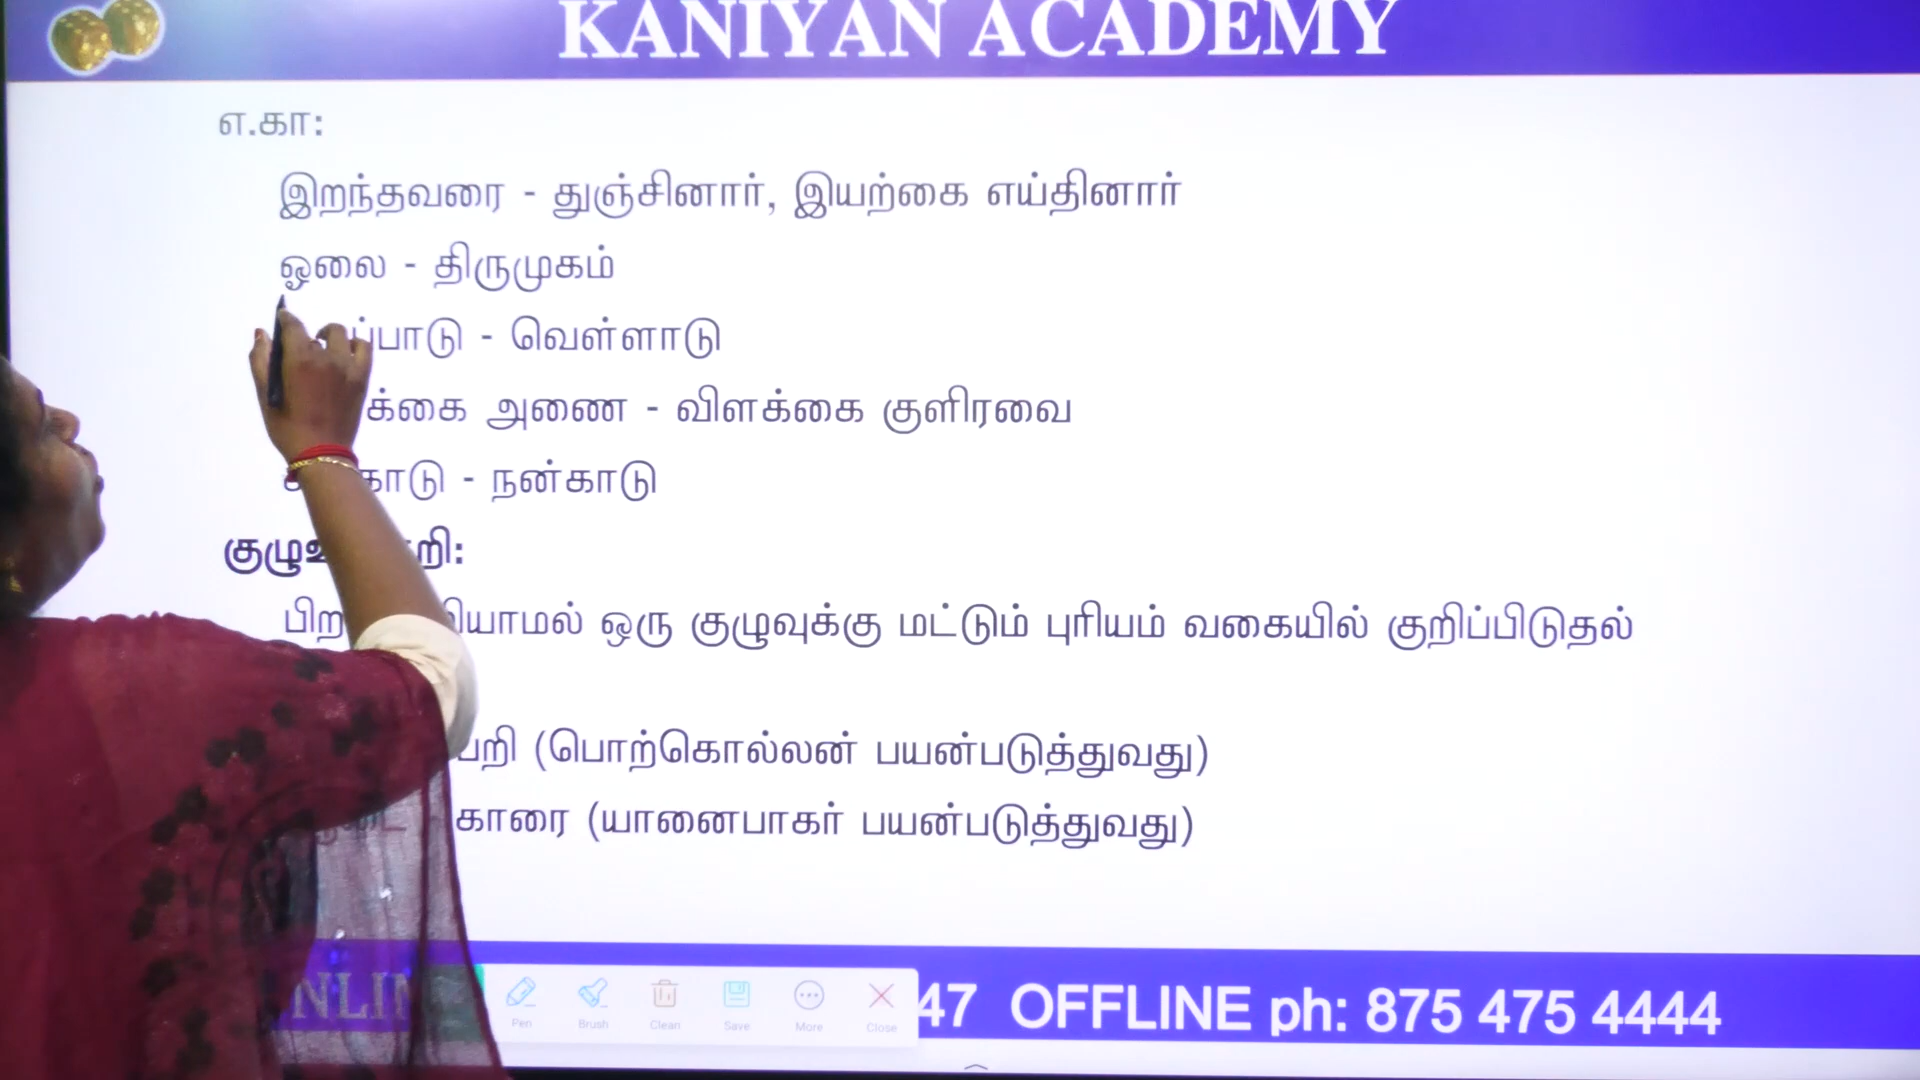 KANIYAN ACADEMY
எ.கா:
இறந்தவரை - துஞ்சினார், இயற்கை எய்தினார்
ஓலை - திருமுகம்
- வெள்ளாடு
அணை - விளக்கை குளிரவை
- நன்காடு
ஒரு குழுவுக்கு மட்டும் புரியம் வகையில் குறிப்பிடுதல்
பறி (பொற்கொல்லன் பயன்படுத்துவது)
காரை (யானைபாகர் பயன்படுத்துவது)
47 OFFLINE ph: 875 475 4444
Pen Brush Clean Save More Close